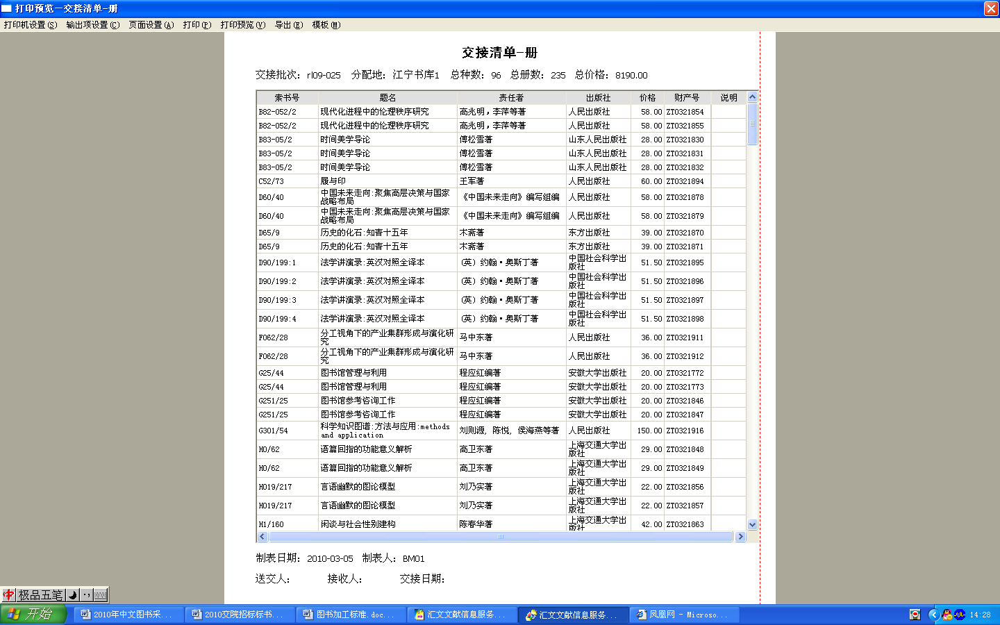 打印预览—交接清单-册
打印机设置(S) 输出项设置(C) 页面设置(A) 打印(P) 打印预览(V) 导出(E) 模板(M)
交接清单-册
交接批次: rl09-025 分配地: 江宁书库1 总种数: 96 总册数: 235 总价格: 8190.00
索书号 题名 责任者 出版社 价格 财产号 说明
B82-052/2 现代化进程中的伦理秩序研究 高兆明,李萍等著 人民出版社 58.00 ZT0321854
B82-052/2 现代化进程中的伦理秩序研究 高兆明,李萍等著 人民出版社 58.00 ZT0321855
B83-05/2 时间美学导论 傅松雪著 山东人民出版社 28.00 ZT0321830
B83-05/2 时间美学导论 傅松雪著 山东人民出版社 28.00 ZT0321831
B83-05/2 时间美学导论 傅松雪著 山东人民出版社 28.00 ZT0321832
C52/73 履与印 王军著 人民出版社 60.00 ZT0321894
D60/40 中国未来走向:聚焦高层决策与国家战略布局 《中国未来走向》编写组编 人民出版社 58.00 ZT0321878
D60/40 中国未来走向:聚焦高层决策与国家战略布局 《中国未来走向》编写组编 人民出版社 58.00 ZT0321879
D65/9 历史的化石:知青十五年 木斋著 东方出版社 39.00 ZT0321870
D65/9 历史的化石:知青十五年 木斋著 东方出版社 39.00 ZT0321871
D90/199:1 法学讲演录:英汉对照全译本 (英) 约翰·奥斯丁著 中国社会科学出版社 51.50 ZT0321895
D90/199:2 法学讲演录:英汉对照全译本 (英) 约翰·奥斯丁著 中国社会科学出版社 51.50 ZT0321896
D90/199:3 法学讲演录:英汉对照全译本 (英) 约翰·奥斯丁著 中国社会科学出版社 51.50 ZT0321897
D90/199:4 法学讲演录:英汉对照全译本 (英) 约翰·奥斯丁著 中国社会科学出版社 51.50 ZT0321898
F062/28 分工视角下的产业集群形成与演化研究 马中东著 人民出版社 36.00 ZT0321911
F062/28 分工视角下的产业集群形成与演化研究 马中东著 人民出版社 36.00 ZT0321912
G25/44 图书馆管理与利用 程应红编著 安徽大学出版社 20.00 ZT0321772
G25/44 图书馆管理与利用 程应红编著 安徽大学出版社 20.00 ZT0321773
G251/25 图书馆参考咨询工作 程应红编著 安徽大学出版社 20.00 ZT0321846
G251/25 图书馆参考咨询工作 程应红编著 安徽大学出版社 20.00 ZT0321847
G301/54 科学知识图谱:方法与应用:methods and application 刘则渊, 陈悦, 侯海燕等著 人民出版社 150.00 ZT0321916
H0/62 语篇回指的功能意义解析 高卫东著 上海交通大学出版社 29.00 ZT0321848
H0/62 语篇回指的功能意义解析 高卫东著 上海交通大学出版社 29.00 ZT0321849
H019/217 言语幽默的图论模型 刘乃实著 上海交通大学出版社 22.00 ZT0321856
H019/217 言语幽默的图论模型 刘乃实著 上海交通大学出版社 22.00 ZT0321857
H1/160 闲谈与社会性别建构 陈春华著 上海交通大学出版社 42.00 ZT0321863
制表日期: 2010-03-05 制表人: BM01
送交人: 接收人: 交接日期:
中 极品五笔
开始 2010年中文图书采... 2010交院招标标书... 图书加工标准.doc... 汇文文献信息服务... 汇文文献信息服务... 凤凰网 - Microso... 14:28